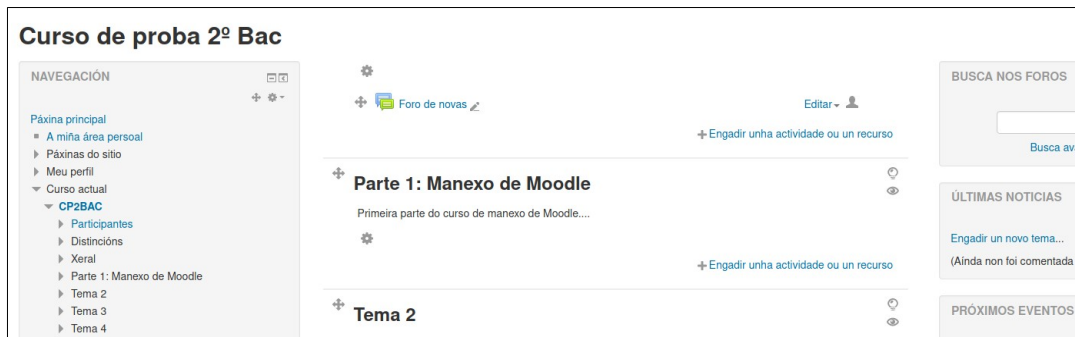 Curso de proba 2º Bac
NAVEGACIÓN
Páxina principal
A miña área persoal
Páxinas do sitio
Meu perfil
Curso actual
CP2BAC
Participantes
Distincións
Xeral
Parte 1: Manexo de Moodle
Tema 2
Tema 3
Tema 4
Foro de novas
Editar
Engadir unha actividade ou un recurso
Parte 1: Manexo de Moodle
Primeira parte do curso de manexo de Moodle....
Engadir unha actividade ou un recurso
Tema 2
BUSCA NOS FOROS
Busca
ÚLTIMAS NOTICIAS
Engadir un novo tema...
(Aínda non foi comentada
PRÓXIMOS EVENTOS